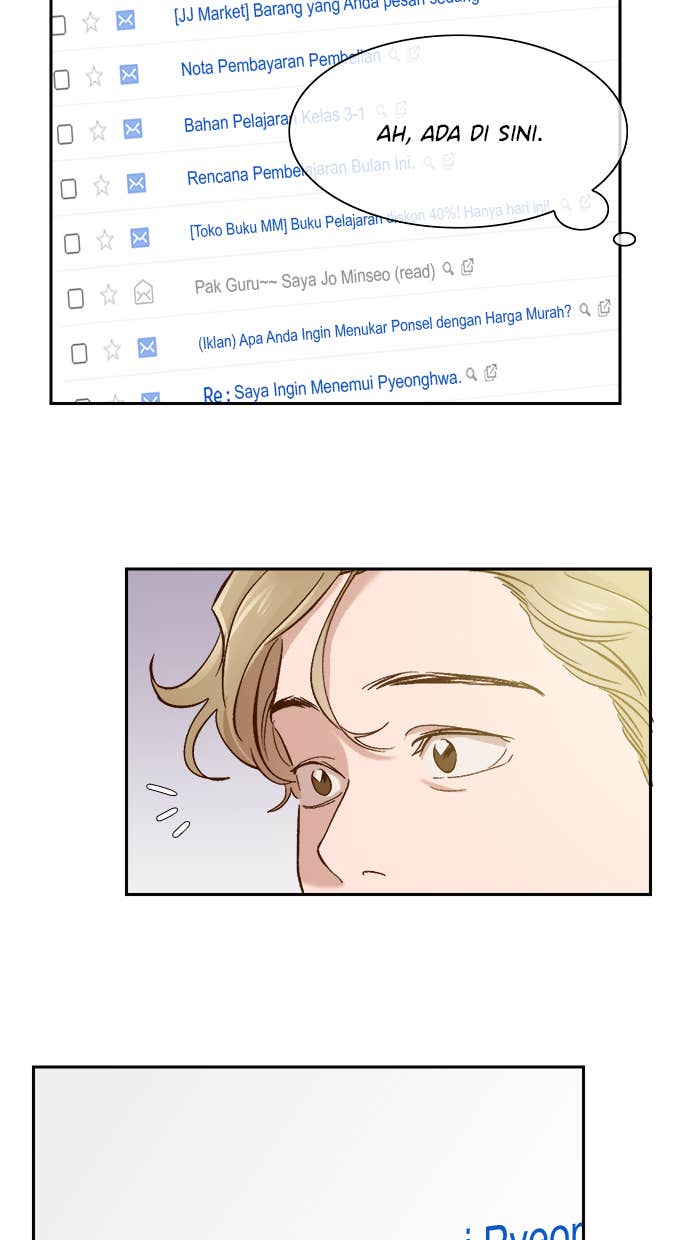 [JJ Market] Barang yang Anda pesan sedang
Nota Pembayaran Pembelian
Bahan Pelajaran Kelas 3-1
AH, ADA DI SINI.
Rencana Pembelajaran Bulan Ini.
[Toko Buku MM] Buku Pelajaran diskon 40%! Hanya hari ini!
Pak Guru~~ Saya Jo Minseo (read)
(Iklan) Apa Anda Ingin Menukar Ponsel dengan Harga Murah?
Re : Saya Ingin Menemui Pyeonghwa.
i Pyeon